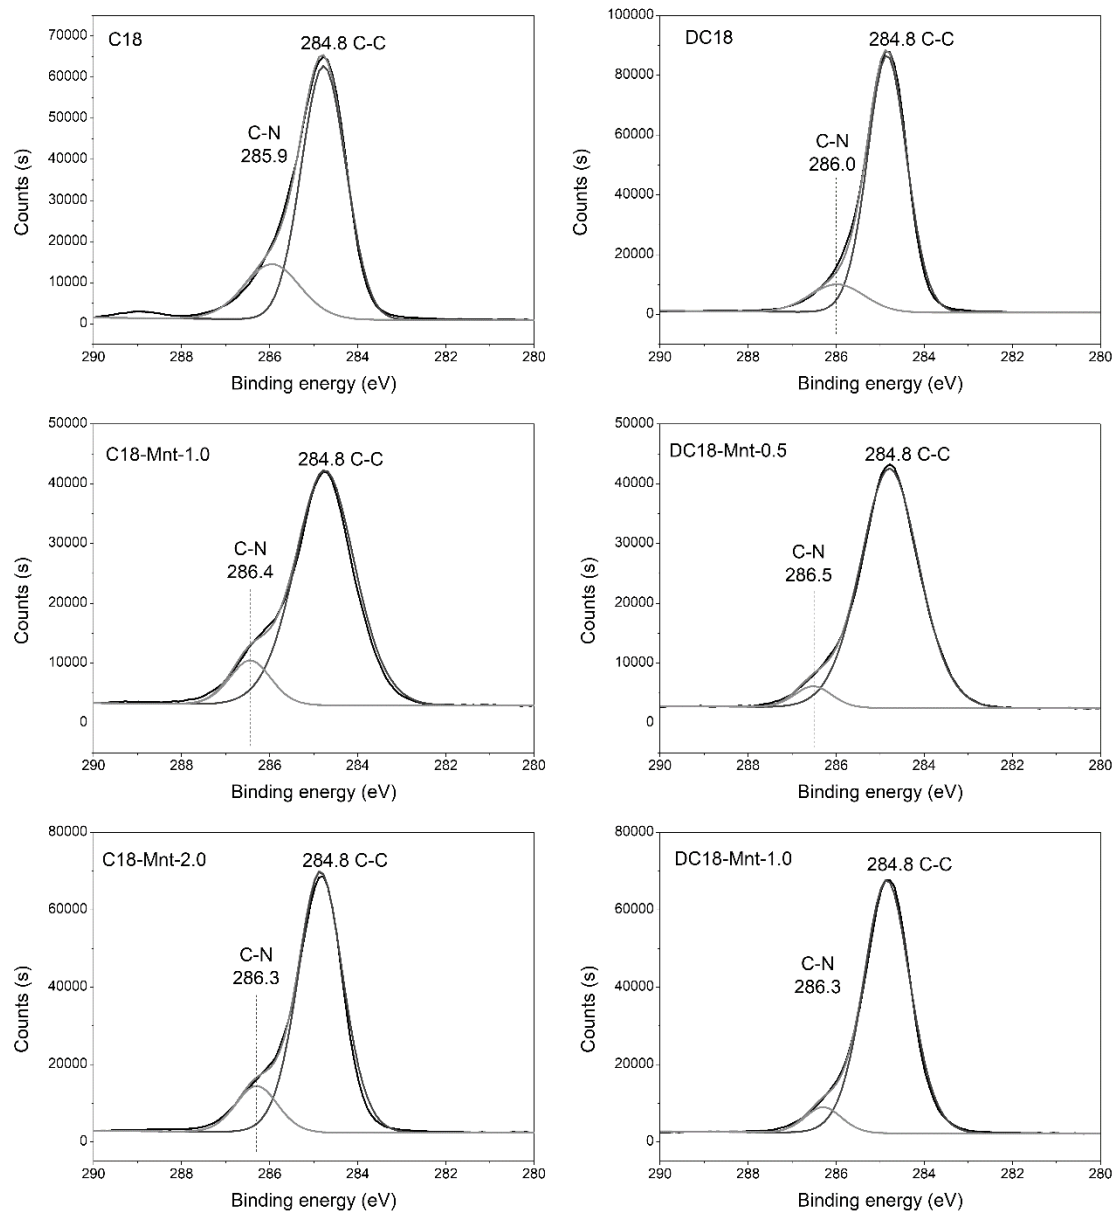 C18
284.8 C-C
C-N
285.9
70000
60000
50000
40000
30000
20000
10000
0
Counts (s)
290
288
286
284
282
280
Binding energy (eV)
DC18
284.8 C-C
C-N
286.0
100000
80000
60000
40000
20000
0
Counts (s)
290
288
286
284
282
280
Binding energy (eV)
C18-Mnt-1.0
284.8 C-C
C-N
286.4
50000
40000
30000
20000
10000
0
Counts (s)
290
288
286
284
282
280
Binding energy (eV)
DC18-Mnt-0.5
284.8 C-C
C-N
286.5
50000
40000
30000
20000
10000
0
Counts (s)
290
288
286
284
282
280
Binding energy (eV)
C18-Mnt-2.0
284.8 C-C
C-N
286.3
80000
60000
40000
20000
0
Counts (s)
290
288
286
284
282
280
Binding energy (eV)
DC18-Mnt-1.0
284.8 C-C
C-N
286.3
80000
60000
40000
20000
0
Counts (s)
290
288
286
284
282
280
Binding energy (eV)